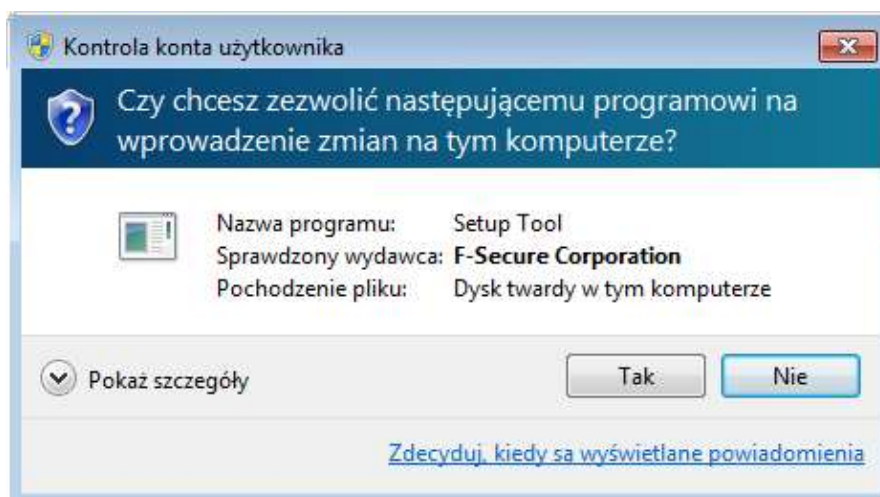 Kontrola konta użytkownika
Czy chcesz zezwolić następującemu programowi na
wprowadzenie zmian na tym komputerze?
Nazwa programu: Setup Tool
Sprawdzony wydawca: F-Secure Corporation
Pochodzenie pliku: Dysk twardy w tym komputerze
Pokaż szczegóły Tak Nie
Zdecyduj, kiedy są wyświetlane powiadomienia